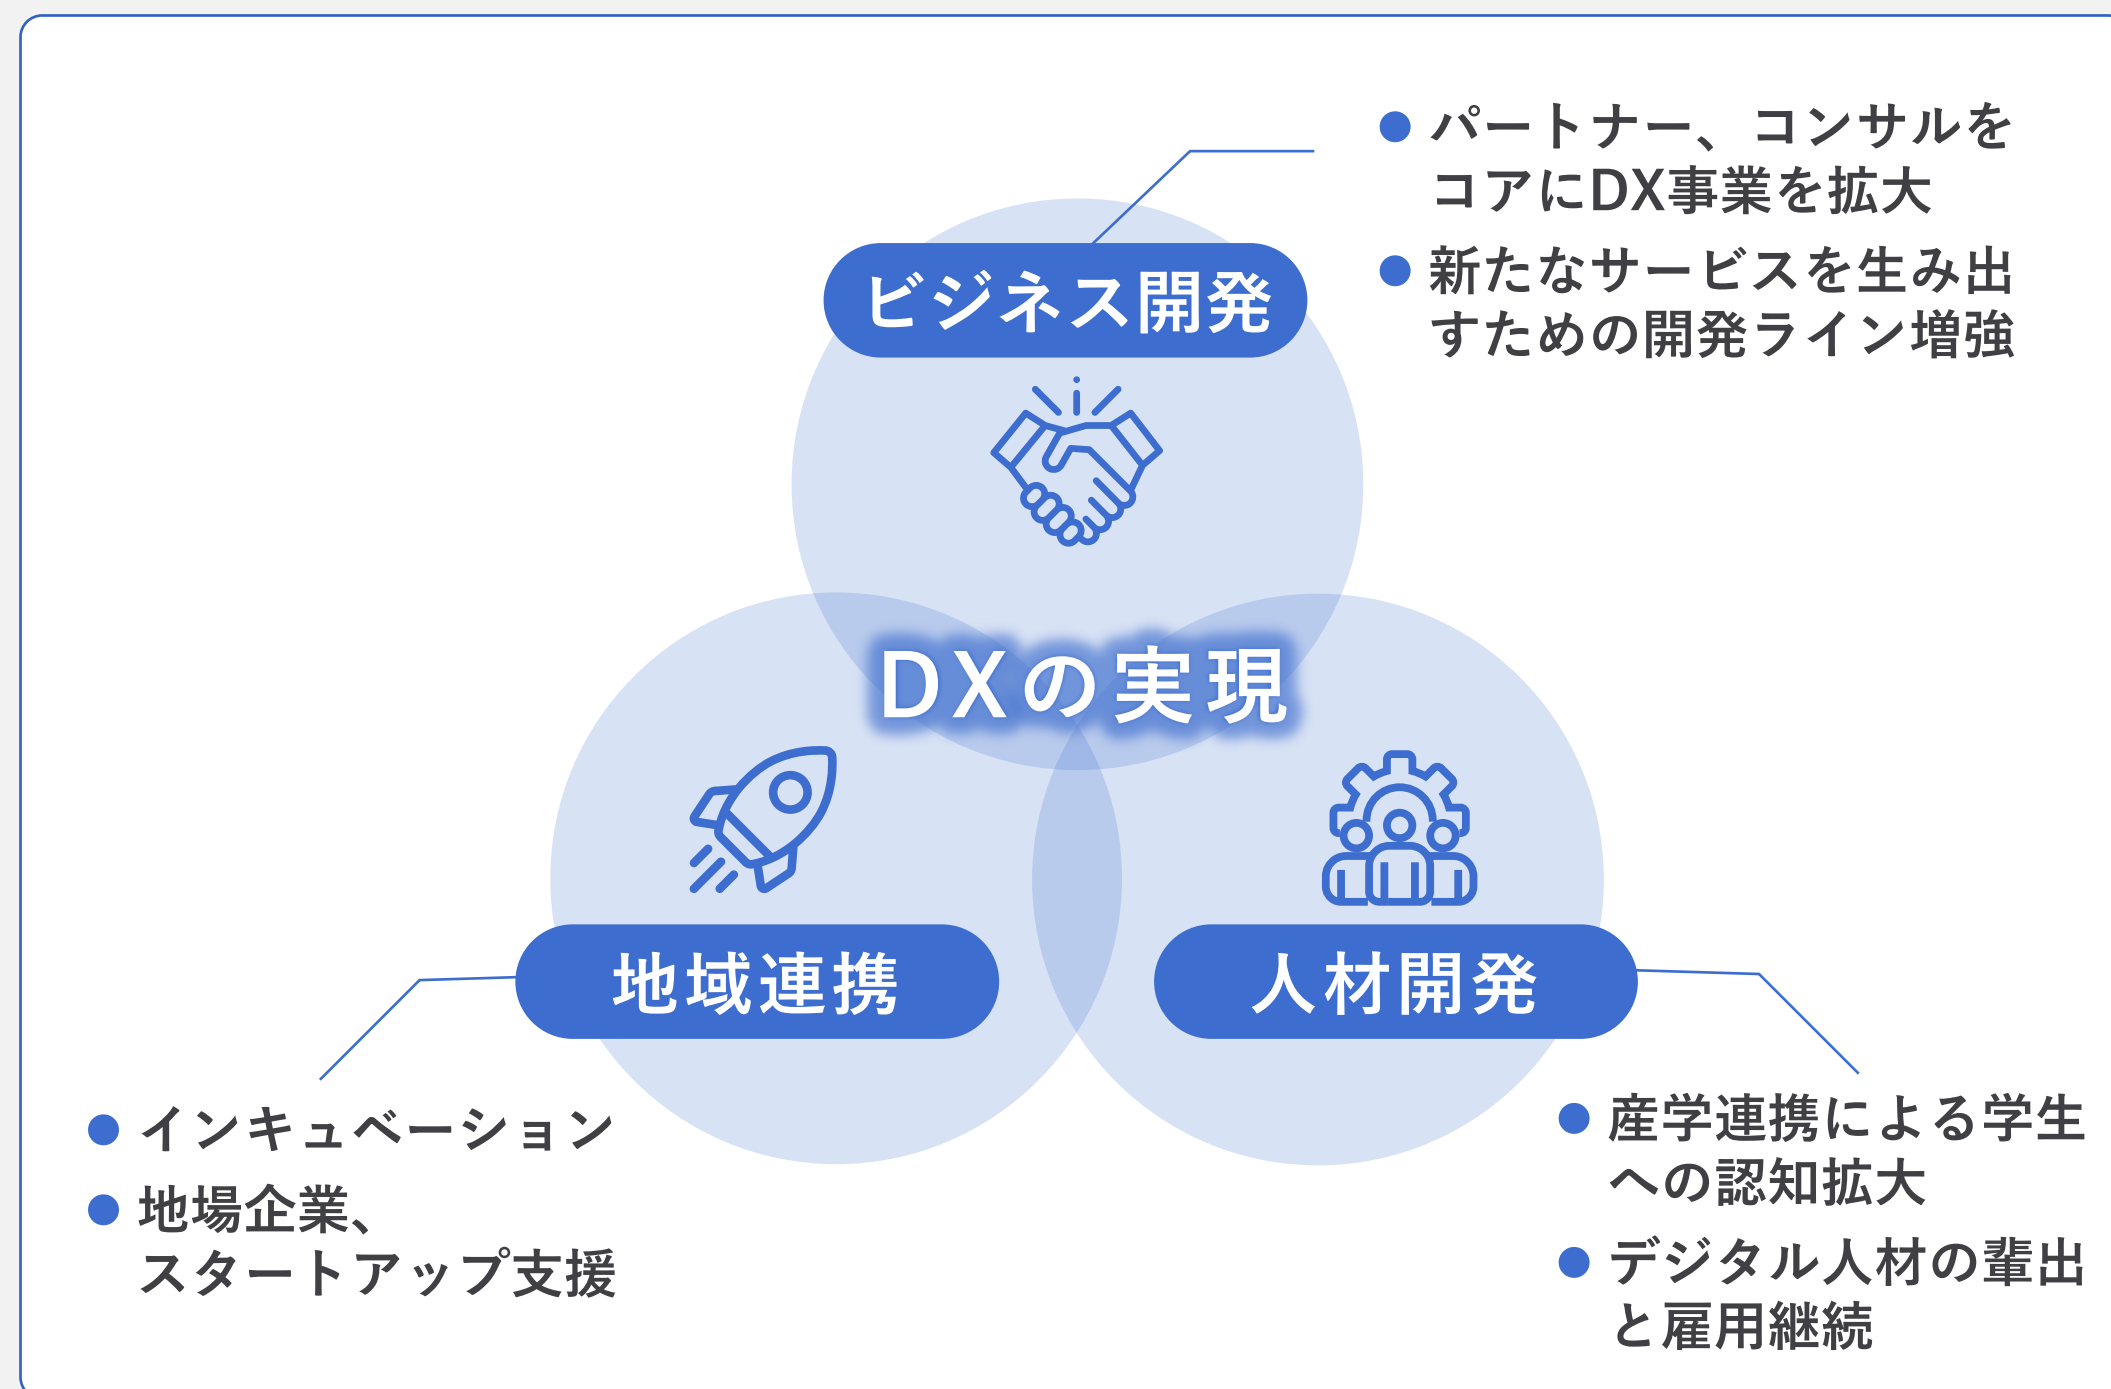 パートナー、コンサルを
コアにDX事業を拡大
新たなサービスを生み出
すための開発ライン増強
ビジネス開発
DXの実現
地域連携
人材開発
インキュベーション
地場企業、
スタートアップ支援
産学連携による学生
への認知拡大
デジタル人材の輩出
と雇用継続